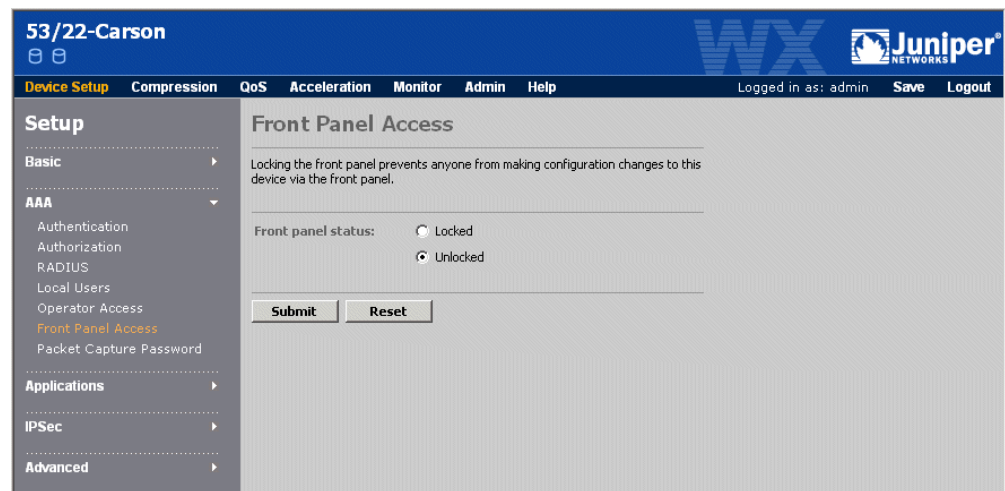 53/22-Carson
WX
Juniper®
NETWORKS
Device Setup Compression QoS Acceleration Monitor Admin Help Logged in as: admin Save Logout
Setup
Basic
AAA
Authentication
Authorization
RADIUS
Local Users
Operator Access
Front Panel Access
Packet Capture Password
Applications
IPSec
Advanced
Front Panel Access
Locking the front panel prevents anyone from making configuration changes to this
device via the front panel.
Front panel status: Locked
Unlocked
Submit Reset